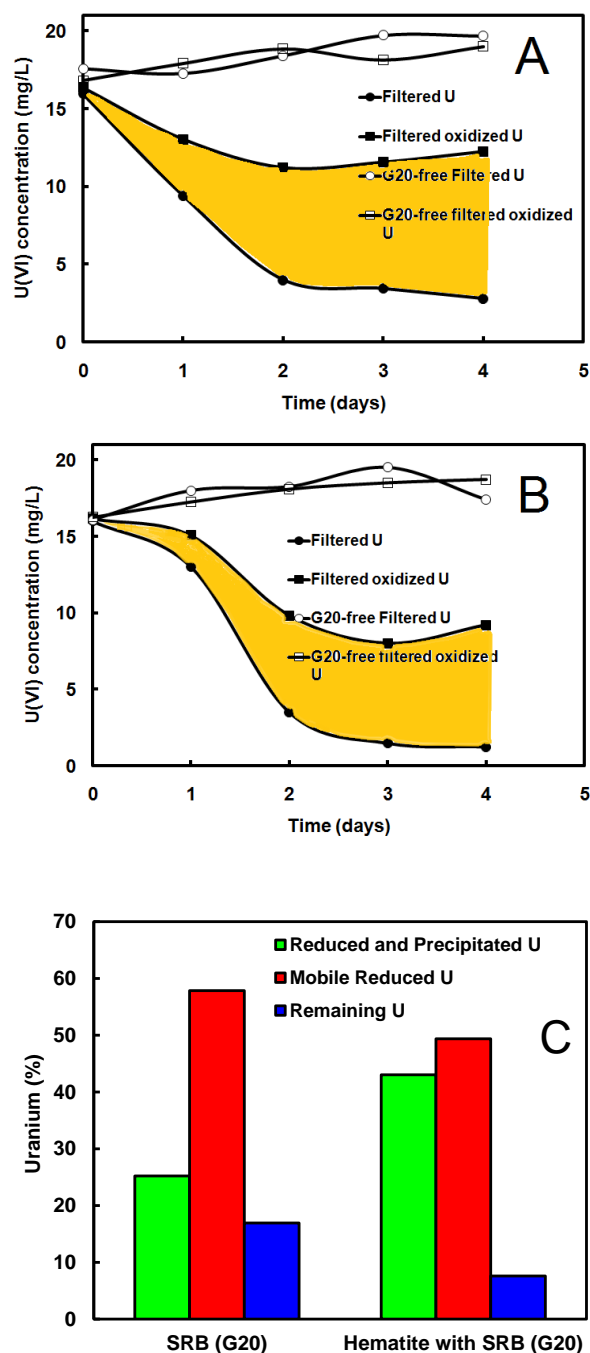 20
15
10
5
0
U(VI) concentration (mg/L)
A
Filtered U
Filtered oxidized U
G20-free Filtered U
G20-free filtered oxidized
U
0 1 2 3 4 5
Time (days)
20
15
10
5
0
U(VI) concentration (mg/L)
B
Filtered U
Filtered oxidized U
G20-free Filtered U
G20-free filtered oxidized
U
0 1 2 3 4 5
Time (days)
70
60
50
40
30
20
10
0
Uranium (%)
Reduced and Precipitated U
Mobile Reduced U
Remaining U
C
SRB (G20) Hematite with SRB (G20)